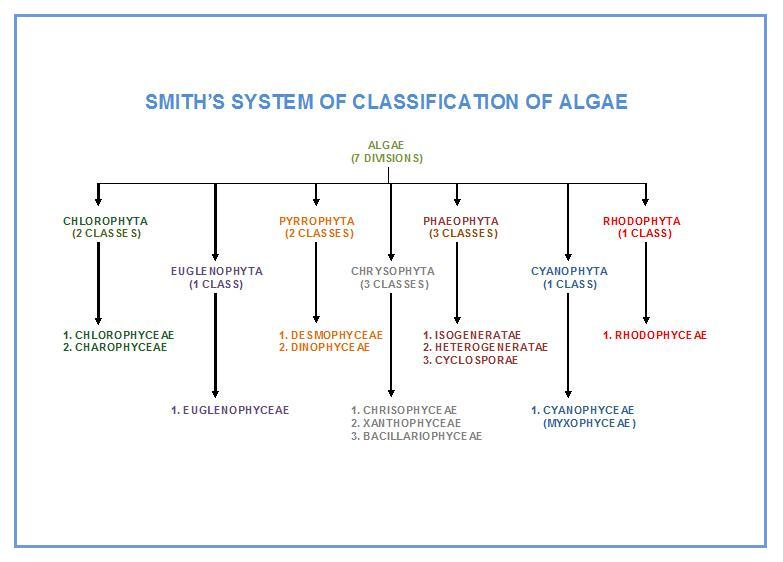 SMITH'S SYSTEM OF CLASSIFICATION OF ALGAE
ALGAE
(7 DIVISIONS)
CHLOROPHYTA
(2 CLASSES)
PYRROPHYTA
(2 CLASSES)
PHAEOPHYTA
(3 CLASSES)
RHODOPHYTA
(1 CLASS)
EUGLENOPHYTA
(1 CLASS)
CHRYSOPHYTA
(3 CLASSES)
CYANOPHYTA
(1 CLASS)
1. CHLOROPHYCEAE
2. CHAROPHYCEAE
1. DESMOPHYCEAE
2. DINOPHYCEAE
1. ISOGENERATAE
2. HETEROGENERATAE
3. CYCLOSPORAE
1. RHODOPHYCEAE
1. EUGLENOPHYCEAE
1. CHRISOPHYCEAE
2. XANTHOPHYCEAE
3. BACILLARIOPHYCEAE
1. CYANOPHYCEAE
(MYXOPHYCEAE)